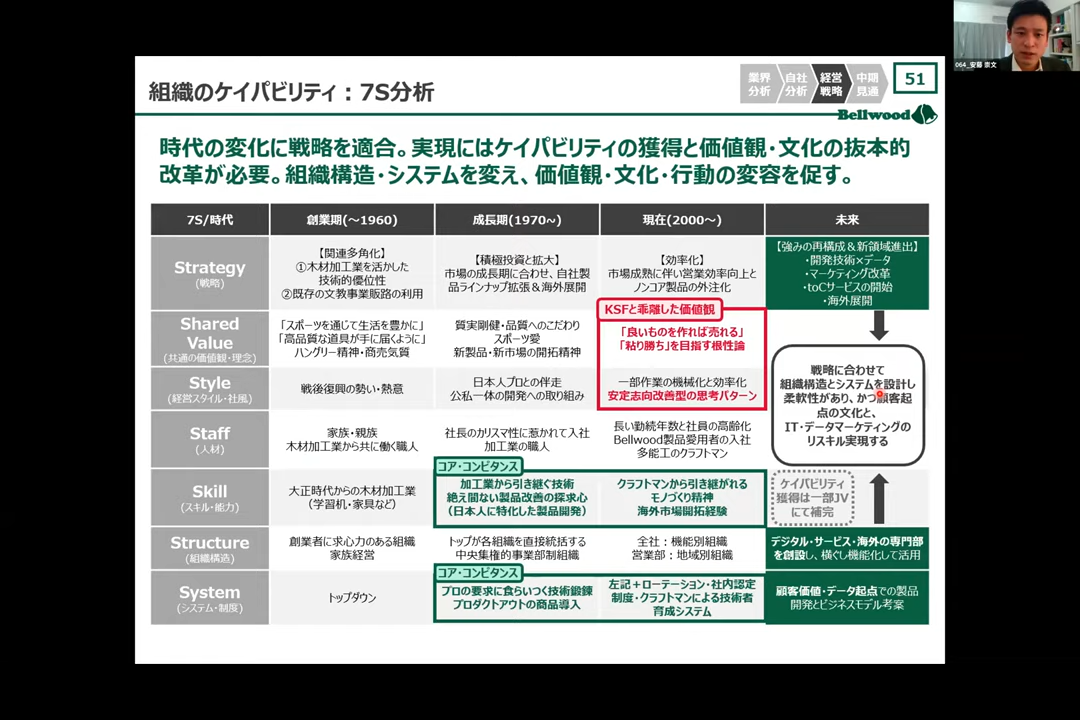 組織のケイパビリティ：7S分析
業界
分析
自社
分析
経営
戦略
中期
見通
51
Bellwood
064_安藤 崇文
時代の変化に戦略を適合。実現にはケイパビリティの獲得と価値観・文化の抜本的
改革が必要。組織構造・システムを変え、価値観・文化・行動の変容を促す。
7S/時代
創業期(～1960)
成長期(1970~)
現在(2000～)
未来
Strategy
(戦略)
【関連多角化】
①木材加工業を活かした
技術的優位性
②既存の文教事業販路の利用
【積極投資と拡大】
市場の成長期に合わせ、自社製
品ラインナップ拡張＆海外展開
【効率化】
市場成熟に伴い営業効率向上と
ノンコア製品の外注化
【強みの再構成＆新領域進出】
・開発技術×データ
・マーケティング改革
・toCサービスの開始
・海外展開
Shared
Value
(共通の価値観・理念)
「スポーツを通じて生活を豊かに」
「高品質な道具が手に届くように」
ハングリー精神・商売気質
質実剛健・品質へのこだわり
スポーツ愛
新製品・新市場の開拓精神
KSFと乖離した価値観
「良いものを作れば売れる」
「粘り勝ち」を目指す根性論
Style
(経営スタイル・社風)
戦後復興の勢い・熱意
日本人プロとの伴走
公私一体の開発への取り組み
一部作業の機械化と効率化
安定志向改善型の思考パターン
戦略に合わせて
組織構造とシステムを設計し
柔軟性があり、かつ顧客起
点の文化と、
IT・データマーケティングの
リスキル実現する
Staff
(人材)
家族・親族
木材加工業から共に働く職人
社長のカリスマ性に惹かれて入社
加工業の職人
長い勤続年数と社員の高齢化
Bellwood製品愛用者の入社
多能工のクラフトマン
Skill
(スキル・能力)
大正時代からの木材加工業
(学習机・家具など)
コア・コンピタンス
加工業から引き継ぐ技術
絶え間ない製品改善の探求心
(日本人に特化した製品開発)
クラフトマンから引き継がれる
モノづくり精神
海外市場開拓経験
ケイパビリティ
獲得は一部JV
にて補完
Structure
(組織構造)
創業者に求心力のある組織
家族経営
トップが各組織を直接統括する
中央集権的事業部制組織
全社：機能別組織
営業部：地域別組織
デジタル・サービス・海外の専門部
を創設し、横ぐし機能化して活用
System
(システム・制度)
トップダウン
コア・コンピタンス
プロの要求に食らいつく技術鍛錬
プロダクトアウトの商品導入
左記＋ローテーション・社内認定
制度・クラフトマンによる技術者
育成システム
顧客価値・データ起点での製品
開発とビジネスモデル考案